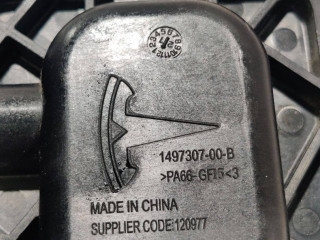 1497307-00-B
>PA66-GF15<3
MADE IN CHINA
SUPPLIER CODE:120977